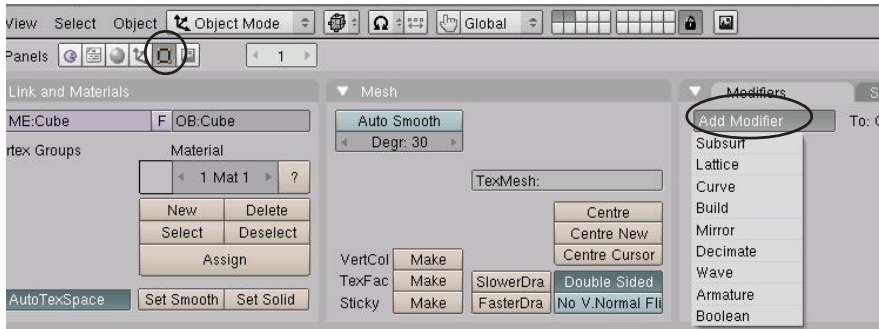 View Select Object Object Mode Global
Panels 1
Link and Materials Mesh Modifiers
ME:Cube F OB:Cube Auto Smooth Add Modifier To:
rtex Groups Material Degr: 30 Subsurf
1 Mat 1 ? Lattice
TexMesh: Curve
New Delete Centre Build
Select Deselect Centre New Mirror
Assign VertCol Make Centre Cursor Decimate
TexFac Make SlowerDra Double Sided Wave
AutoTexSpace Set Smooth Set Solid Sticky Make FasterDra No V.Normal Fli Armature
Boolean